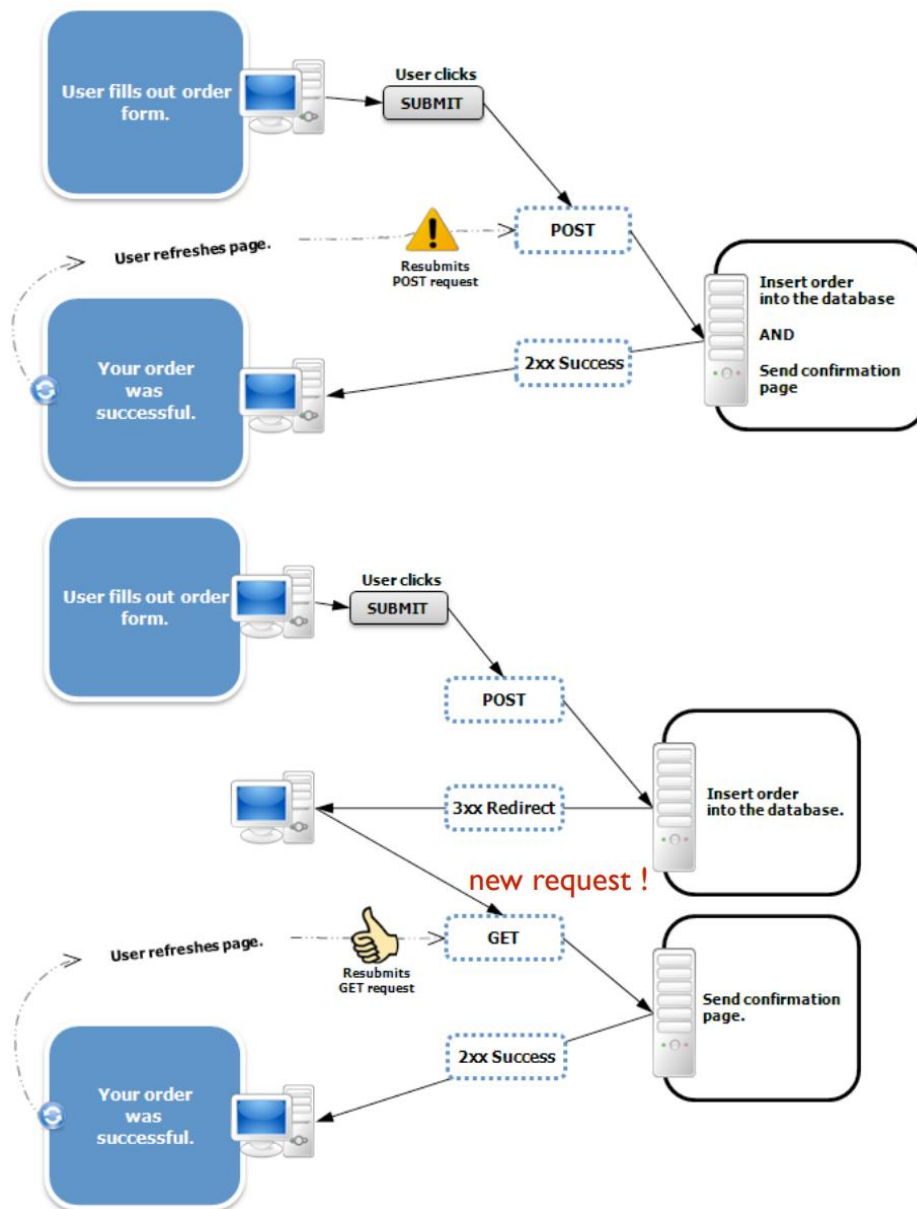 User fills out order
form.
User clicks
SUBMIT
POST
User refreshes page.
Resubmits
POST request
Insert order
into the database
AND
Send confirmation
page
2xx Success
Your order
was
successful.
User fills out order
form.
User clicks
SUBMIT
POST
Insert order
into the database.
3xx Redirect
new request !
GET
User refreshes page.
Resubmits
GET request
Send confirmation
page.
2xx Success
Your order
was
successful.